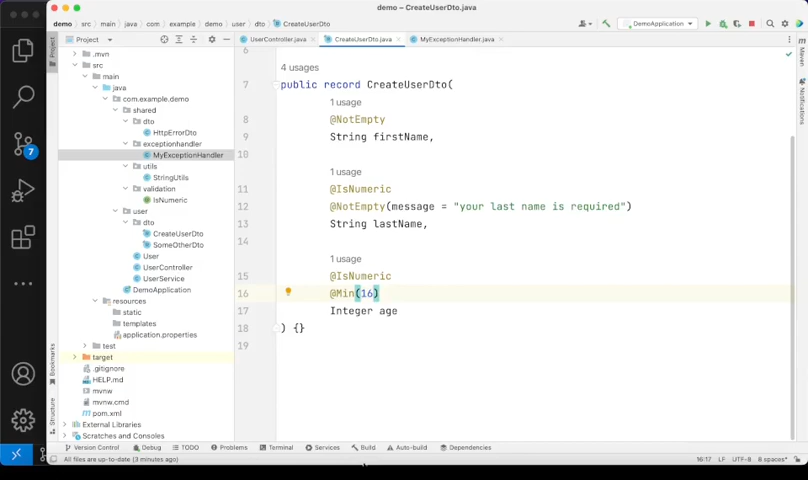 demo – CreateUserDto.java
demo › src › main › java › com › example › demo › user › dto › CreateUserDto
DemoApplication
Project
UserController.java
CreateUserDto.java
MyExceptionHandler.java
.mvn
src
main
java
com.example.demo
shared
dto
HttpErrorDto
exceptionhandler
MyExceptionHandler
utils
StringUtils
validation
IsNumeric
user
dto
CreateUserDto
SomeOtherDto
User
UserController
UserService
DemoApplication
resources
static
templates
application.properties
test
target
.gitignore
HELP.md
mvnw
mvnw.cmd
pom.xml
External Libraries
Scratches and Consoles
6
4 usages
7 public record CreateUserDto(
1 usage
8 @NotEmpty
9 String firstName,
10
1 usage
11 @IsNumeric
12 @NotEmpty(message = "your last name is required")
13 String lastName,
14
1 usage
15 @IsNumeric
16 @Min(16)
17 Integer age
18 ) {}
19
Project
Bookmarks
Structure
Maven
Notifications
7
Version Control Debug TODO Problems Terminal Services Build Auto-build Dependencies
All files are up-to-date (3 minutes ago)
16:17 LF UTF-8 8 spaces*